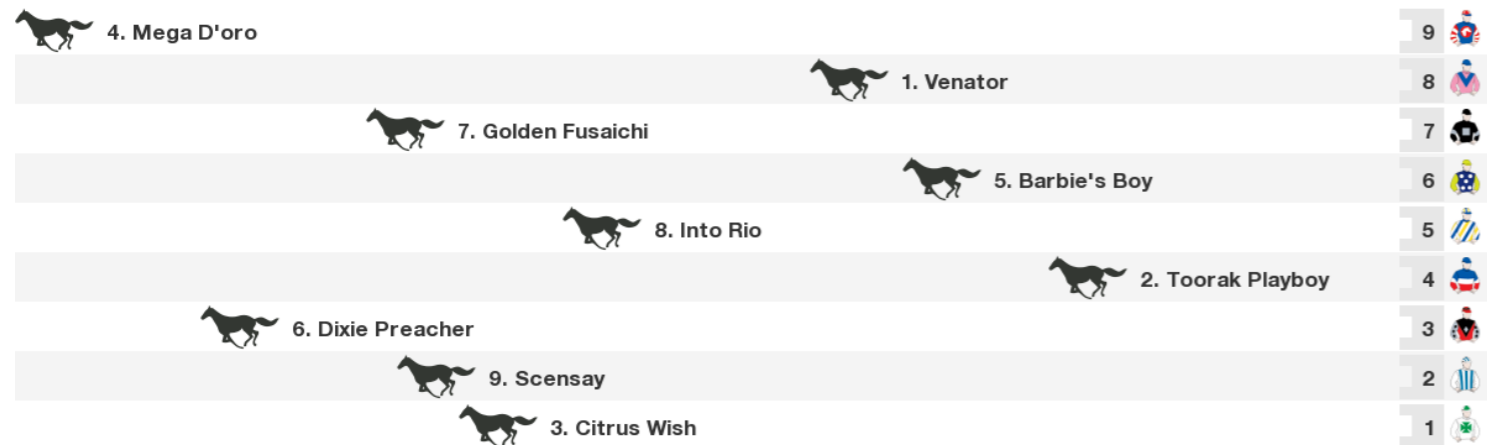 4. Mega D'oro 9
1. Venator 8
7. Golden Fusaichi 7
5. Barbie's Boy 6
8. Into Rio 5
2. Toorak Playboy 4
6. Dixie Preacher 3
9. Scensay 2
3. Citrus Wish 1